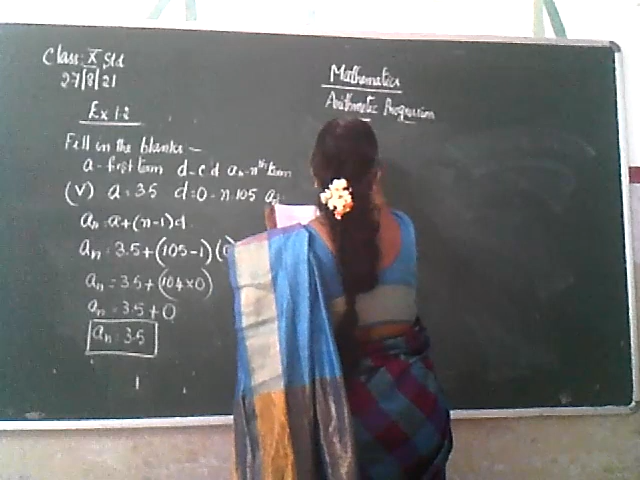 Class: X Std
27/8/21
Mathematics
Arithmetic Progression
Ex 1.2
Fill in the blanks -
a - first term d - c.d an - nth term
(V) a = 3.5 d = 0 - n. 105
an = a + (n-1)d
an = 3.5 + (105-1)(
an = 3.5 + (104x0)
an = 3.5 + 0
an = 3.5